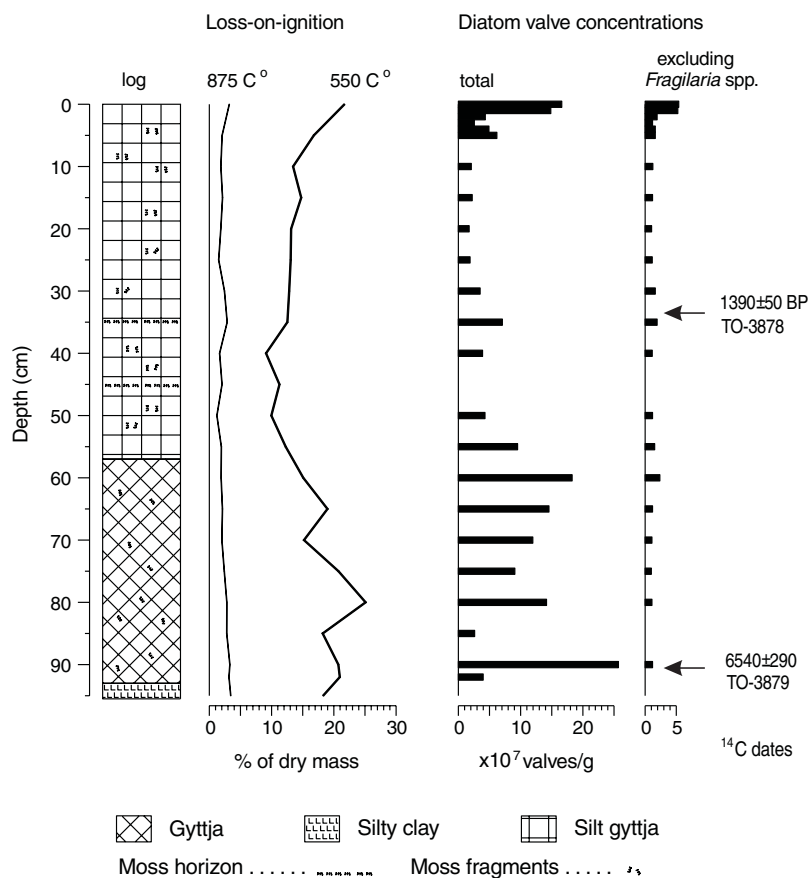 Loss-on-ignition
Diatom valve concentrations
log
875 C o
550 C o
total
excluding
Fragilaria spp.
0
10
20
30
40
50
60
70
80
90
Depth (cm)
1390±50 BP
TO-3878
6540±290
TO-3879
0 10 20 30
% of dry mass
0 10 20
x10⁷ valves/g
0 5
¹⁴C dates
Gyttja
Silty clay
Silt gyttja
Moss horizon . . . . . .
Moss fragments . . . . .